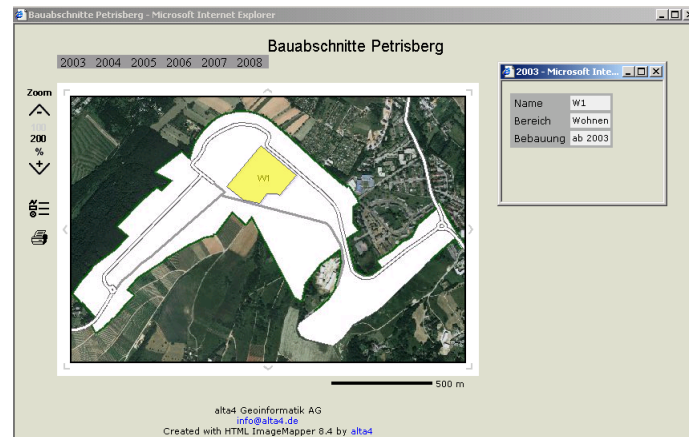 Bauabschnitte Petrisberg - Microsoft Internet Explorer
Bauabschnitte Petrisberg
2003 2004 2005 2006 2007 2008
2003 - Microsoft Inte...
Name W1
Bereich Wohnen
Bebauung ab 2003
Zoom
100
200
%
W1
500 m
alta4 Geoinformatik AG
info@alta4.de
Created with HTML ImageMapper 8.4 by alta4